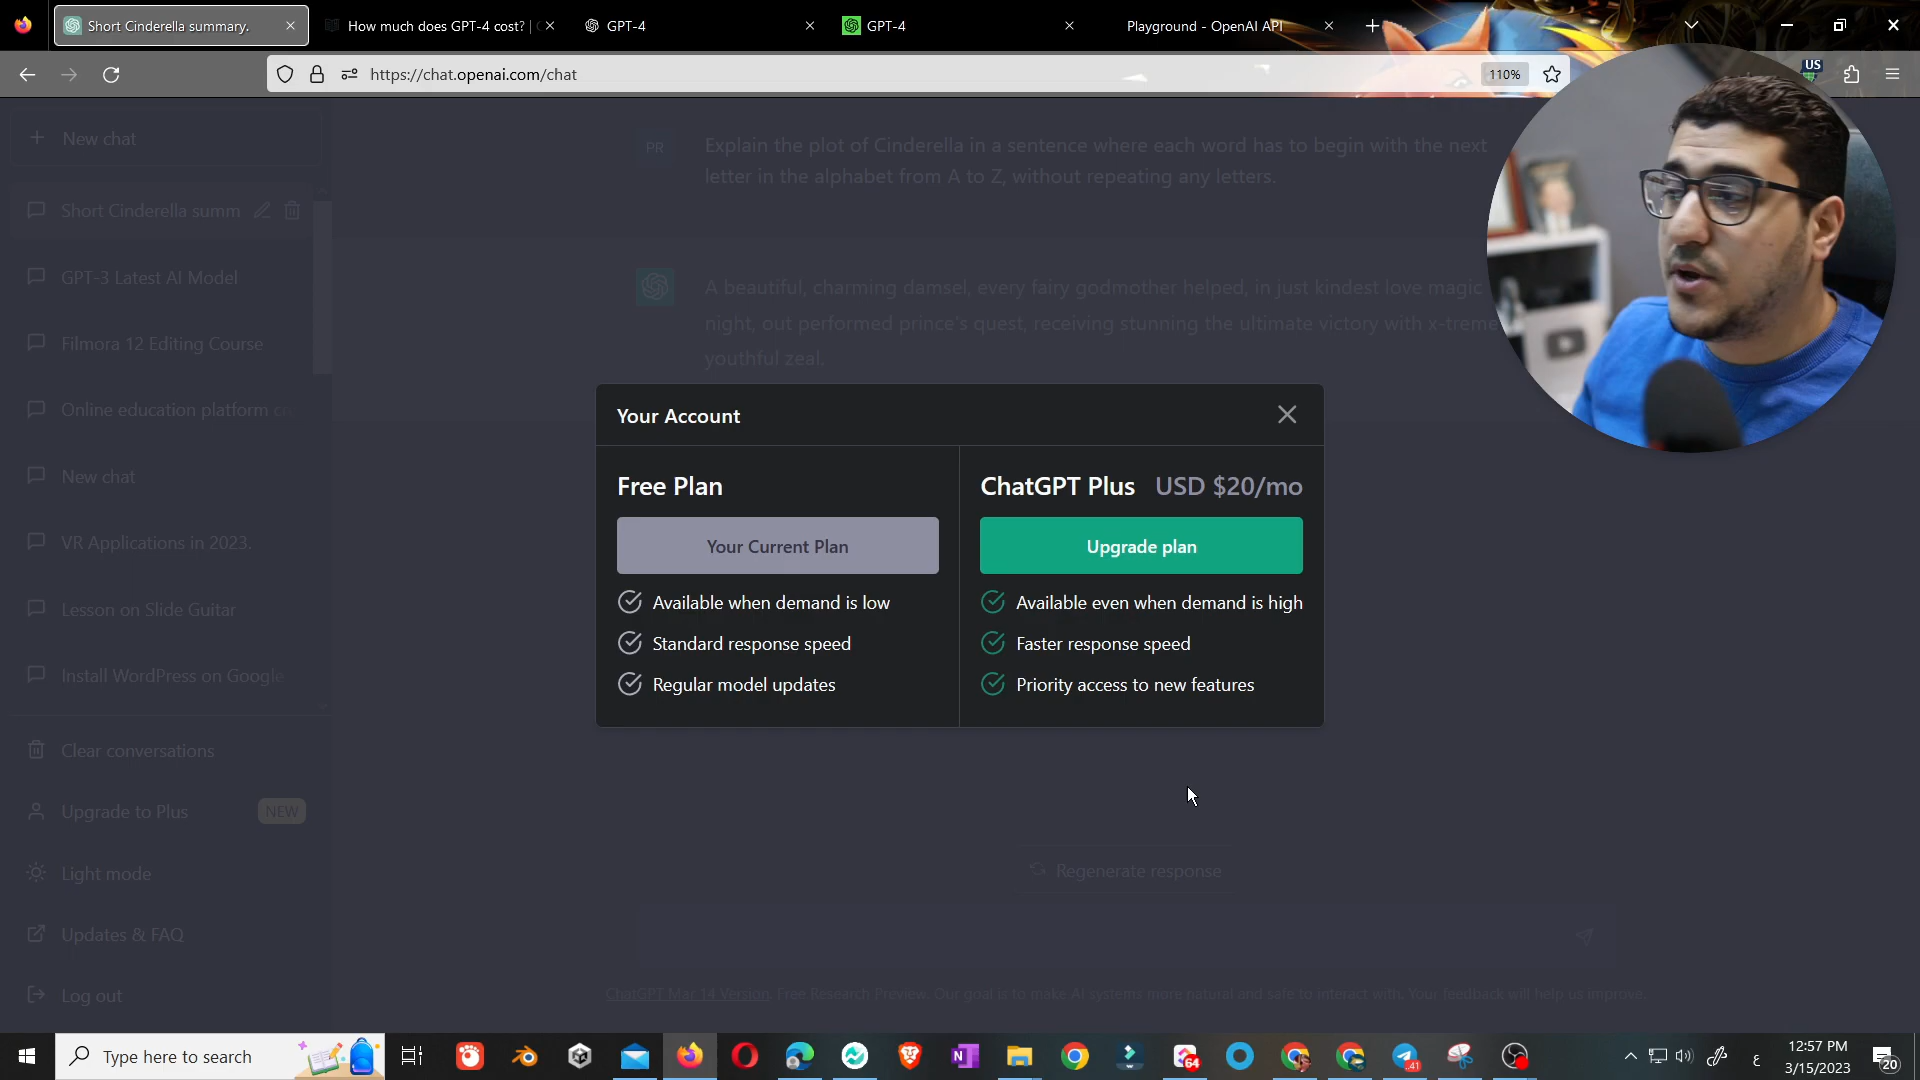 Short Cinderella summary.
How much does GPT-4 cost? |
GPT-4
GPT-4
Playground - OpenAI API
https://chat.openai.com/chat
110%
US
New chat
PR
Explain the plot of Cinderella in a sentence where each word has to begin with the next
letter in the alphabet from A to Z, without repeating any letters.
Short Cinderella summ
GPT-3 Latest AI Model
A beautiful, charming damsel, every fairy godmother helped, in just kindest love magic
night, out performed prince's quest, receiving stunning the ultimate victory with x-treme
youthful zeal.
Filmora 12 Editing Course
Online education platform
New chat
VR Applications in 2023.
Lesson on Slide Guitar
Install WordPress on Google
Your Account
Free Plan
Your Current Plan
Available when demand is low
Standard response speed
Regular model updates
ChatGPT Plus USD $20/mo
Upgrade plan
Available even when demand is high
Faster response speed
Priority access to new features
Clear conversations
Upgrade to Plus NEW
Light mode
Updates & FAQ
Log out
Regenerate response
ChatGPT Mar 14 Version. Free Research Preview. Our goal is to make AI systems more natural and safe to interact with. Your feedback will help us improve.
Type here to search
N
64
41
ع
12:57 PM
3/15/2023
20